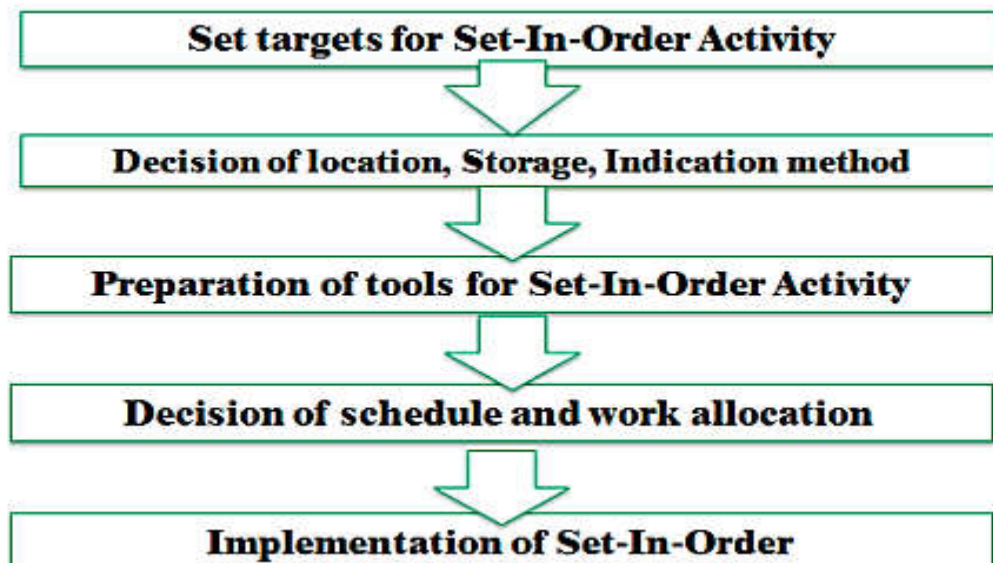 Set targets for Set-In-Order Activity
Decision of location, Storage, Indication method
Preparation of tools for Set-In-Order Activity
Decision of schedule and work allocation
Implementation of Set-In-Order